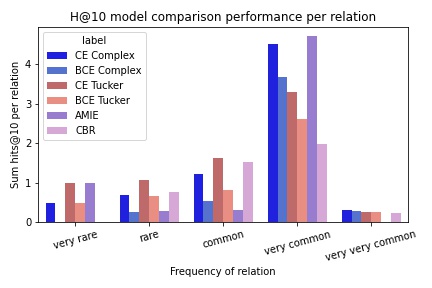 H@10 model comparison performance per relation
label
CE Complex
BCE Complex
CE Tucker
BCE Tucker
AMIE
CBR
Sum hits@10 per relation
4
3
2
1
0
very rare
rare
common
very common
very very common
Frequency of relation